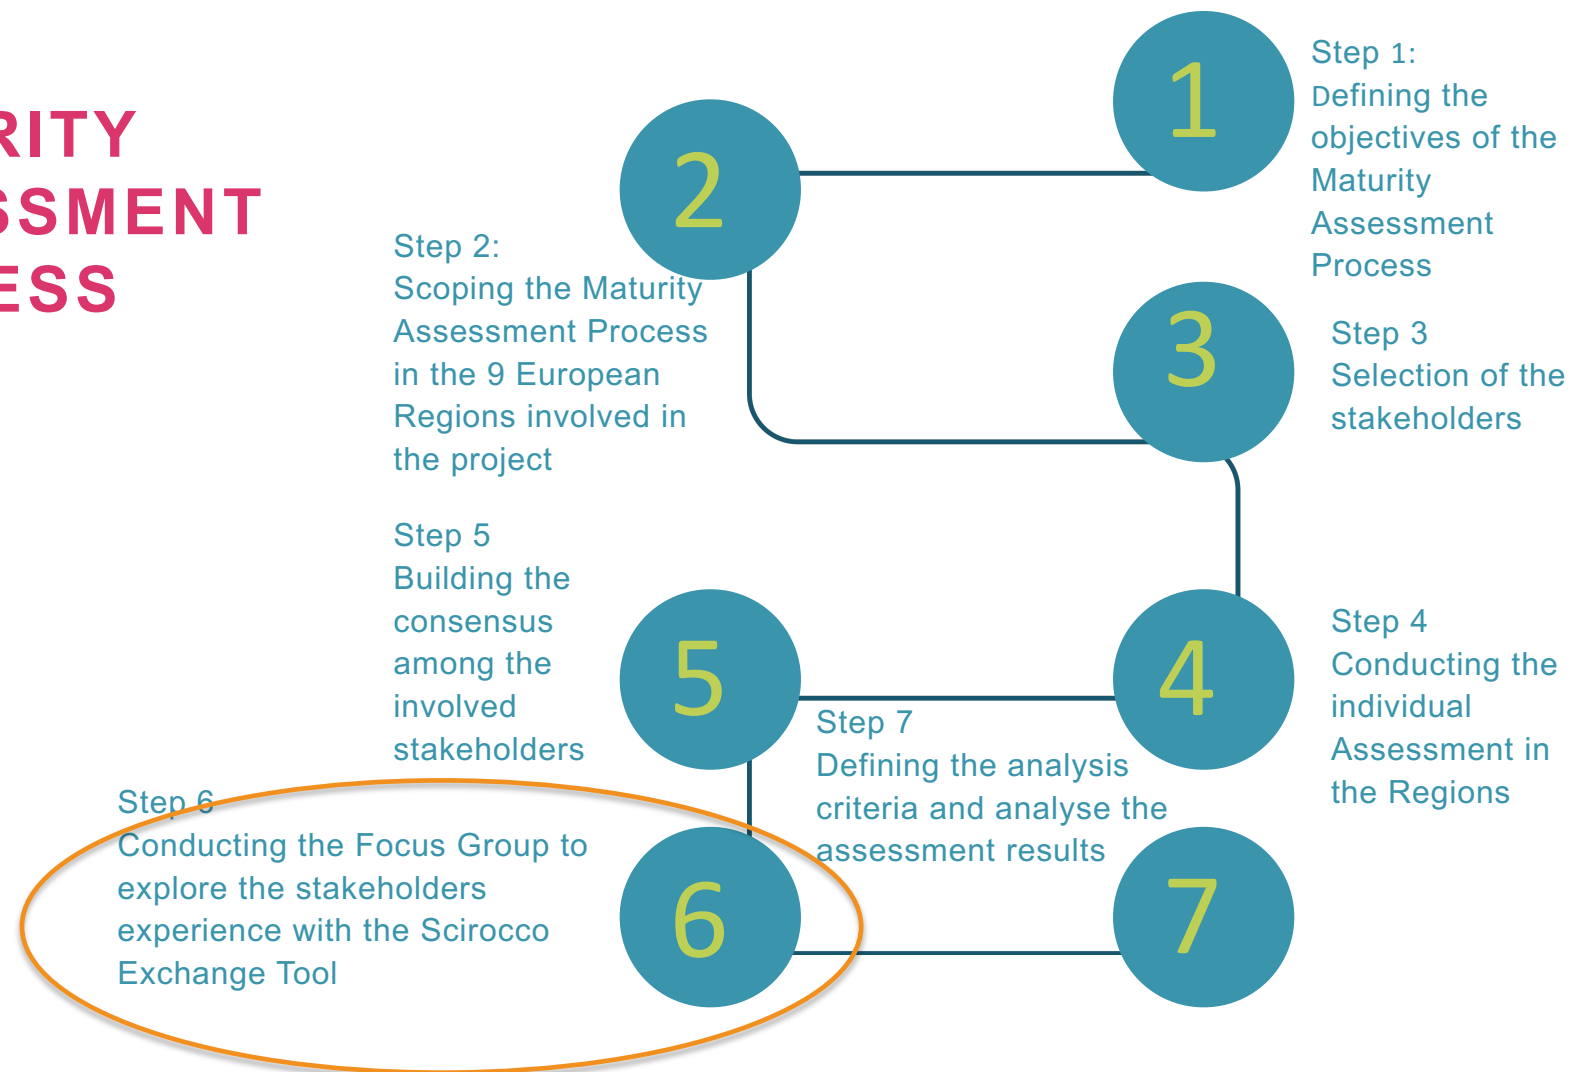 RITY
SSMENT
ESS
1
Step 1:
Defining the
objectives of the
Maturity
Assessment
Process
2
Step 2:
Scoping the Maturity
Assessment Process
in the 9 European
Regions involved in
the project
3
Step 3
Selection of the
stakeholders
4
Step 4
Conducting the
individual
Assessment in
the Regions
5
Step 5
Building the
consensus
among the
involved
stakeholders
6
Step 6
Conducting the Focus Group to
explore the stakeholders
experience with the Scirocco
Exchange Tool
7
Step 7
Defining the analysis
criteria and analyse the
assessment results